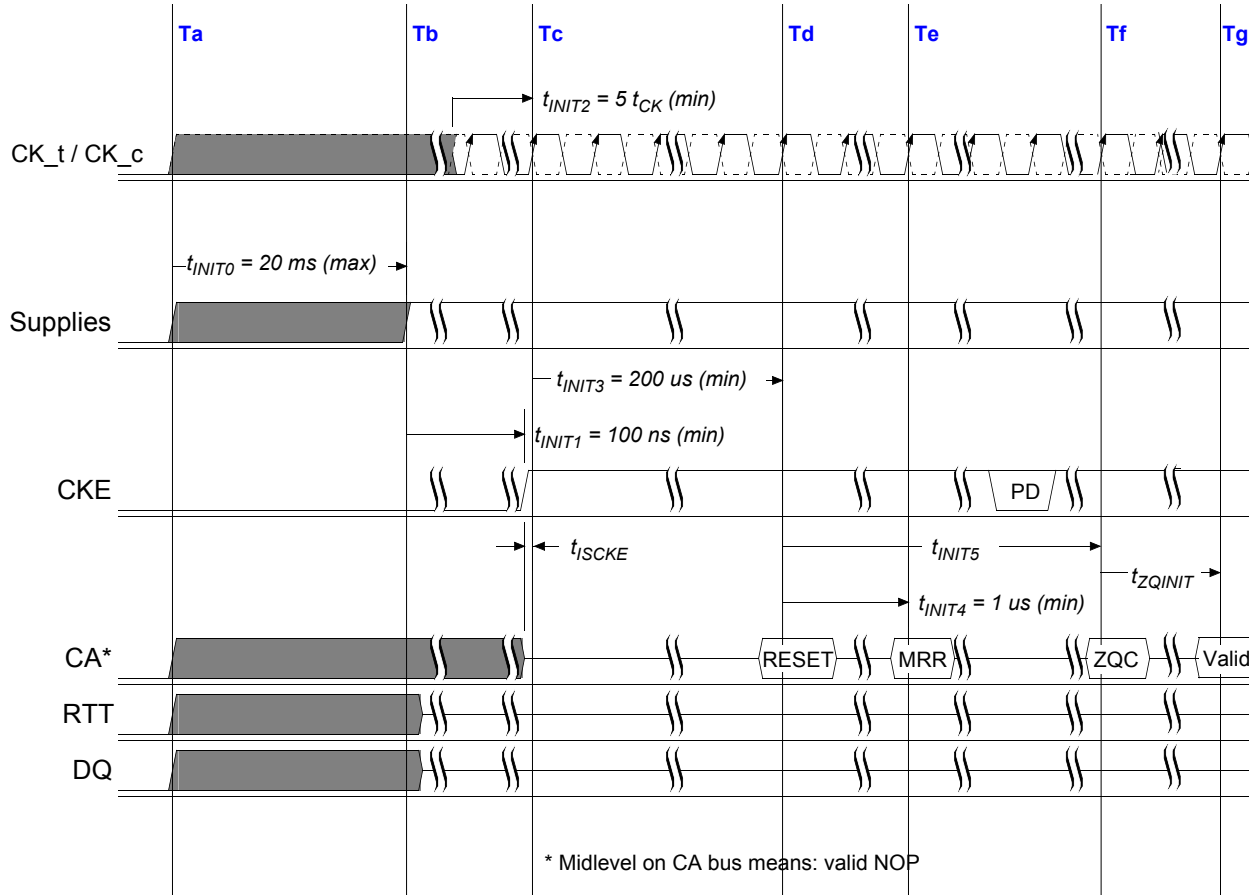 Ta Tb Tc Td Te Tf Tg
tINIT2 = 5 tCK (min)
CK_t / CK_c
tINIT0 = 20 ms (max)
Supplies
tINIT3 = 200 us (min)
tINIT1 = 100 ns (min)
CKE
PD
tISCKE
tINIT5
tZQINIT
tINIT4 = 1 us (min)
CA*
RESET MRR ZQC Valid
RTT
DQ
* Midlevel on CA bus means: valid NOP